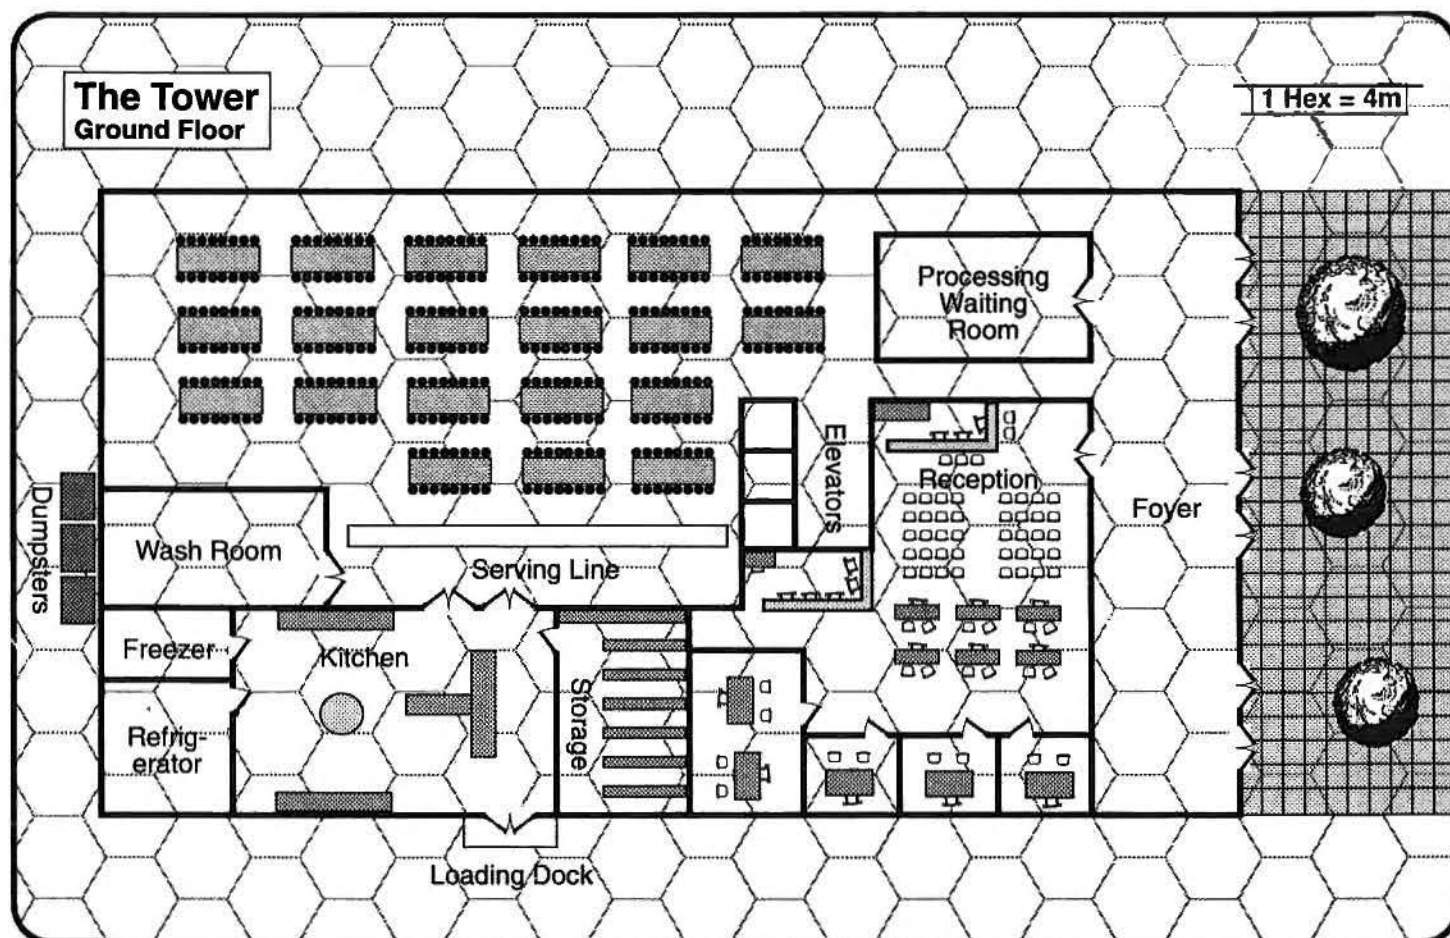 The Tower
Ground Floor
1 Hex = 4m
Processing
Waiting
Room
Elevators
Reception
Foyer
Dumpsters
Wash Room
Serving Line
Freezer
Kitchen
Storage
Refrig-
erator
Loading Dock